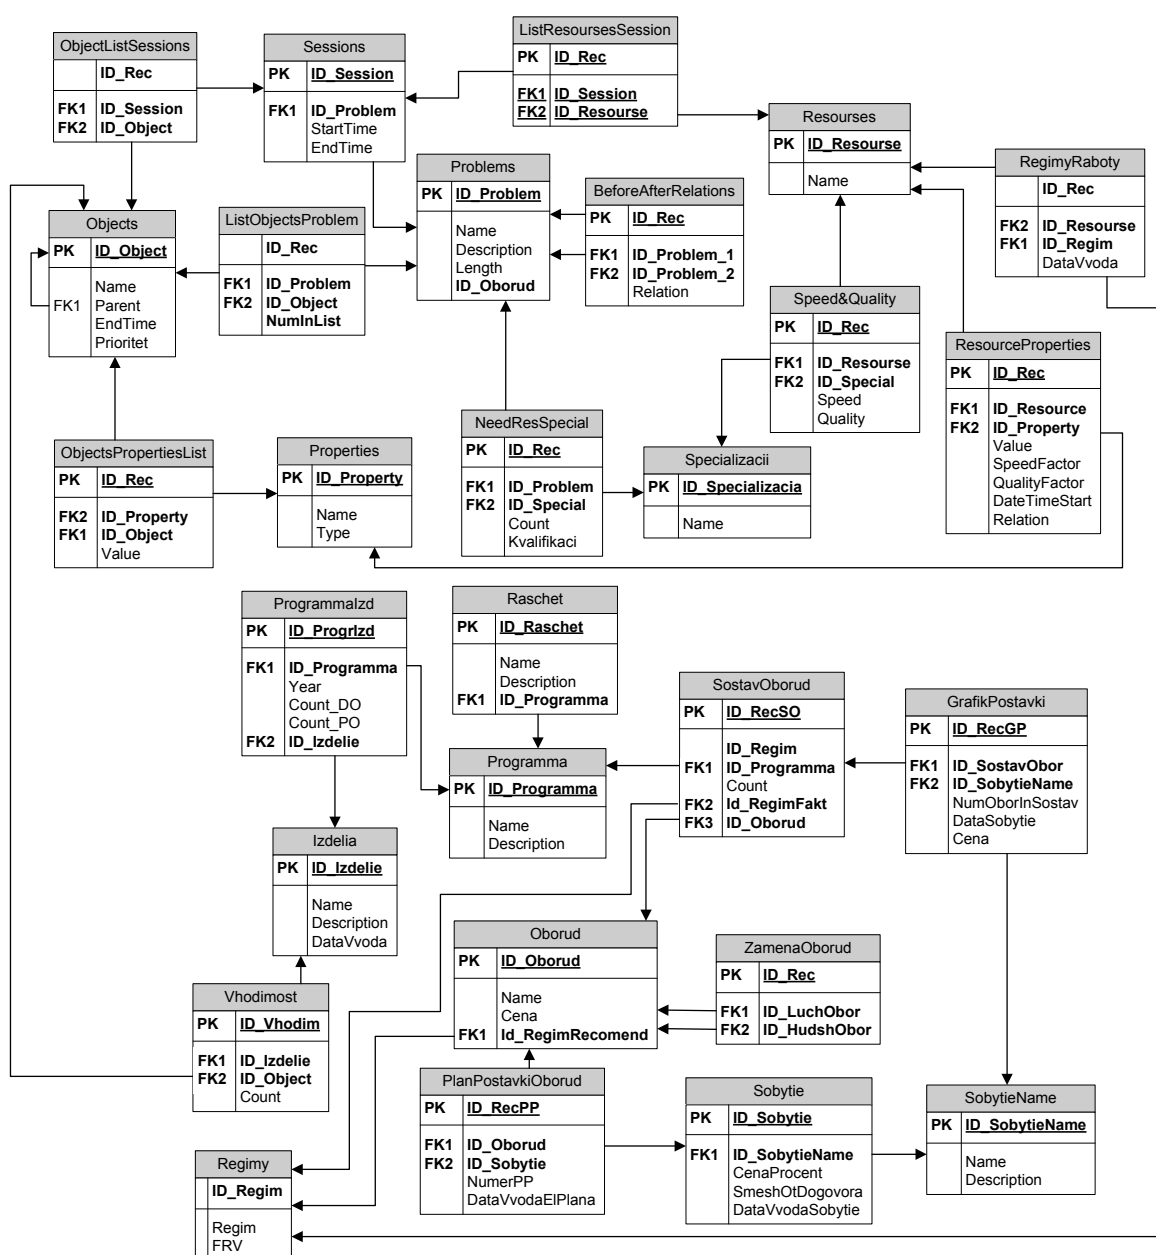 ObjectListSessions
ID_Rec
FK1 ID_Session
FK2 ID_Object
Sessions
PK ID_Session
FK1 ID_Problem
StartTime
EndTime
ListResoursesSession
PK ID_Rec
FK1 ID_Session
FK2 ID_Resourse
Resourses
PK ID_Resourse
Name
RegimyRaboty
ID_Rec
FK2 ID_Resourse
FK1 ID_Regim
DataVvoda
Objects
PK ID_Object
Name
FK1 Parent
EndTime
Prioritet
ListObjectsProblem
ID_Rec
FK1 ID_Problem
FK2 ID_Object
NumInList
Problems
PK ID_Problem
Name
Description
Length
ID_Oborud
BeforeAfterRelations
PK ID_Rec
FK1 ID_Problem_1
FK2 ID_Problem_2
Relation
Speed&Quality
PK ID_Rec
FK1 ID_Resourse
FK2 ID_Special
Speed
Quality
ResourceProperties
PK ID_Rec
FK1 ID_Resource
FK2 ID_Property
Value
SpeedFactor
QualityFactor
DateTimeStart
Relation
ObjectsPropertiesList
PK ID_Rec
FK2 ID_Property
FK1 ID_Object
Value
Properties
PK ID_Property
Name
Type
NeedResSpecial
PK ID_Rec
FK1 ID_Problem
FK2 ID_Special
Count
Kvalifikaci
Specializacii
PK ID_Specializacia
Name
ProgrammaIzd
PK ID_ProgrIzd
FK1 ID_Programma
Year
Count_DO
Count_PO
FK2 ID_Izdelie
Raschet
PK ID_Raschet
Name
Description
FK1 ID_Programma
SostavOborud
PK ID_RecSO
ID_Regim
FK1 ID_Programma
Count
FK2 Id_RegimFakt
FK3 ID_Oborud
GrafikPostavki
PK ID_RecGP
FK1 ID_SostavObor
FK2 ID_SobytieName
NumOborInSostav
DataSobytie
Cena
Programma
PK ID_Programma
Name
Description
Izdelia
PK ID_Izdelie
Name
Description
DataVvoda
Oborud
PK ID_Oborud
Name
Cena
FK1 Id_RegimRecomend
ZamenaOborud
PK ID_Rec
FK1 ID_LuchObor
FK2 ID_HudshObor
Vhodimost
PK ID_Vhodim
FK1 ID_Izdelie
FK2 ID_Object
Count
PlanPostavkiOborud
PK ID_RecPP
FK1 ID_Oborud
FK2 ID_Sobytie
NumerPP
DataVvodaElPlana
Sobytie
PK ID_Sobytie
FK1 ID_SobytieName
CenaProcent
SmeshOtDogovora
DataVvodaSobytie
SobytieName
PK ID_SobytieName
Name
Description
Regimy
ID_Regim
Regim
FRV